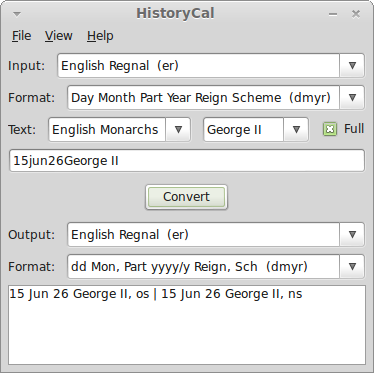 HistoryCal
File View Help
Input: English Regnal (er)
Format: Day Month Part Year Reign Scheme (dmyr)
Text: English Monarchs George II Full
15jun26George II
Convert
Output: English Regnal (er)
Format: dd Mon, Part yyyy/y Reign, Sch (dmyr)
15 Jun 26 George II, os | 15 Jun 26 George II, ns